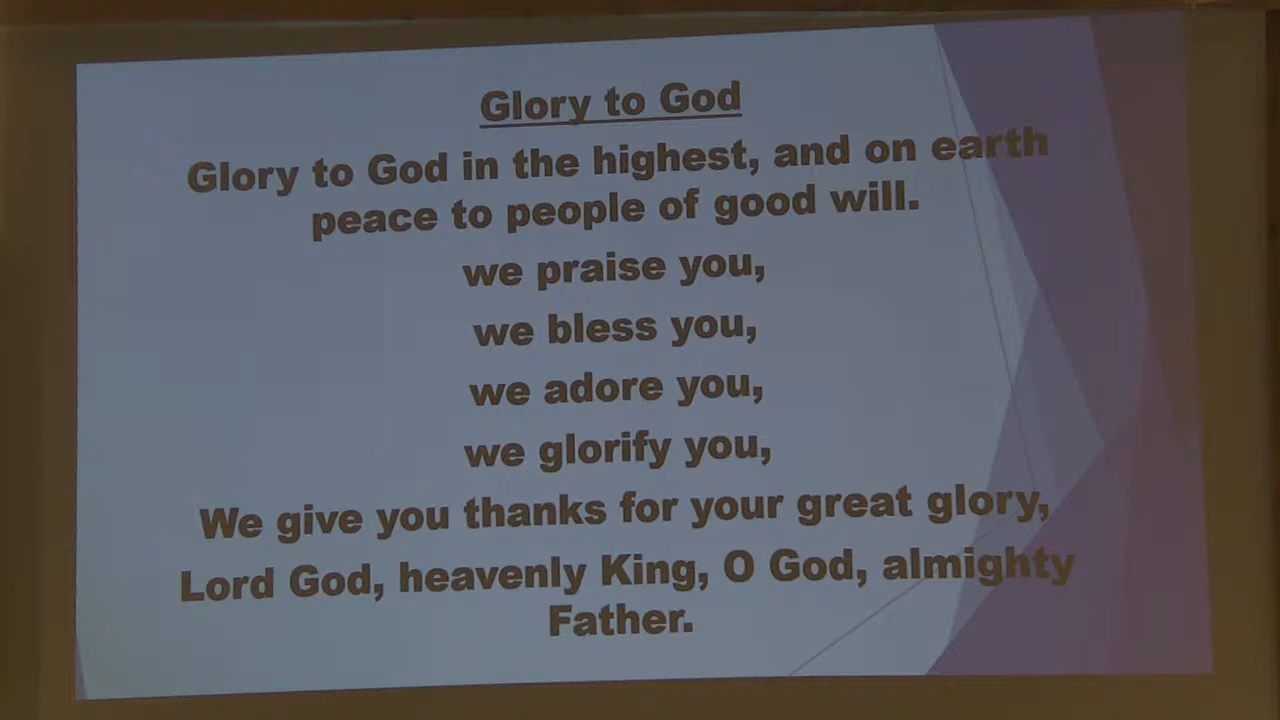 Glory to God
Glory to God in the highest, and on earth
peace to people of good will.
we praise you,
we bless you,
we adore you,
we glorify you,
We give you thanks for your great glory,
Lord God, heavenly King, O God, almighty
Father.